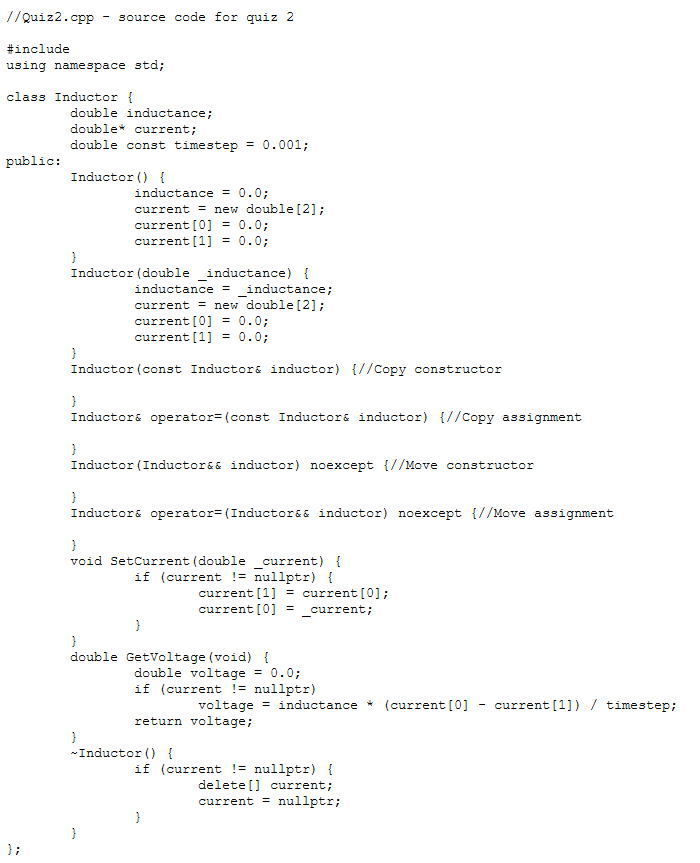 //Quiz2.cpp - source code for quiz 2
#include
using namespace std;
class Inductor {
double inductance;
double* current;
double const timestep = 0.001;
public:
Inductor() {
inductance = 0.0;
current = new double[2];
current[0] = 0.0;
current[1] = 0.0;
}
Inductor(double _inductance) {
inductance = _inductance;
current = new double[2];
current[0] = 0.0;
current[1] = 0.0;
}
Inductor(const Inductor& inductor) {//Copy constructor
}
Inductor& operator=(const Inductor& inductor) {//Copy assignment
}
Inductor(Inductor&& inductor) noexcept {//Move constructor
}
Inductor& operator=(Inductor&& inductor) noexcept {//Move assignment
}
void SetCurrent(double _current) {
if (current != nullptr) {
current[1] = current[0];
current[0] = _current;
}
}
double GetVoltage(void) {
double voltage = 0.0;
if (current != nullptr)
voltage = inductance * (current[0] - current[1]) / timestep;
return voltage;
}
~Inductor() {
if (current != nullptr) {
delete[] current;
current = nullptr;
}
}
};